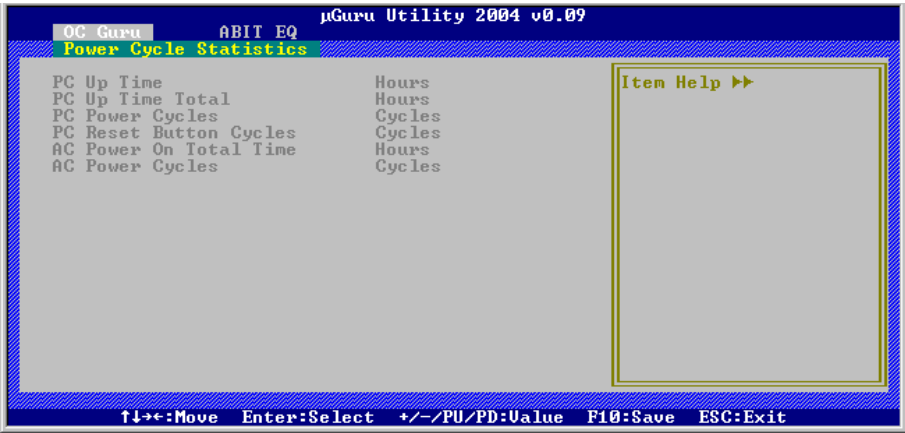 µGuru Utility 2004 v0.09
OC Guru ABIT EQ
Power Cycle Statistics
PC Up Time Hours
PC Up Time Total Hours
PC Power Cycles Cycles
PC Reset Button Cycles Cycles
AC Power On Total Time Hours
AC Power Cycles Cycles
Item Help ▶▶
↑↓→←:Move Enter:Select +/-/PU/PD:Value F10:Save ESC:Exit